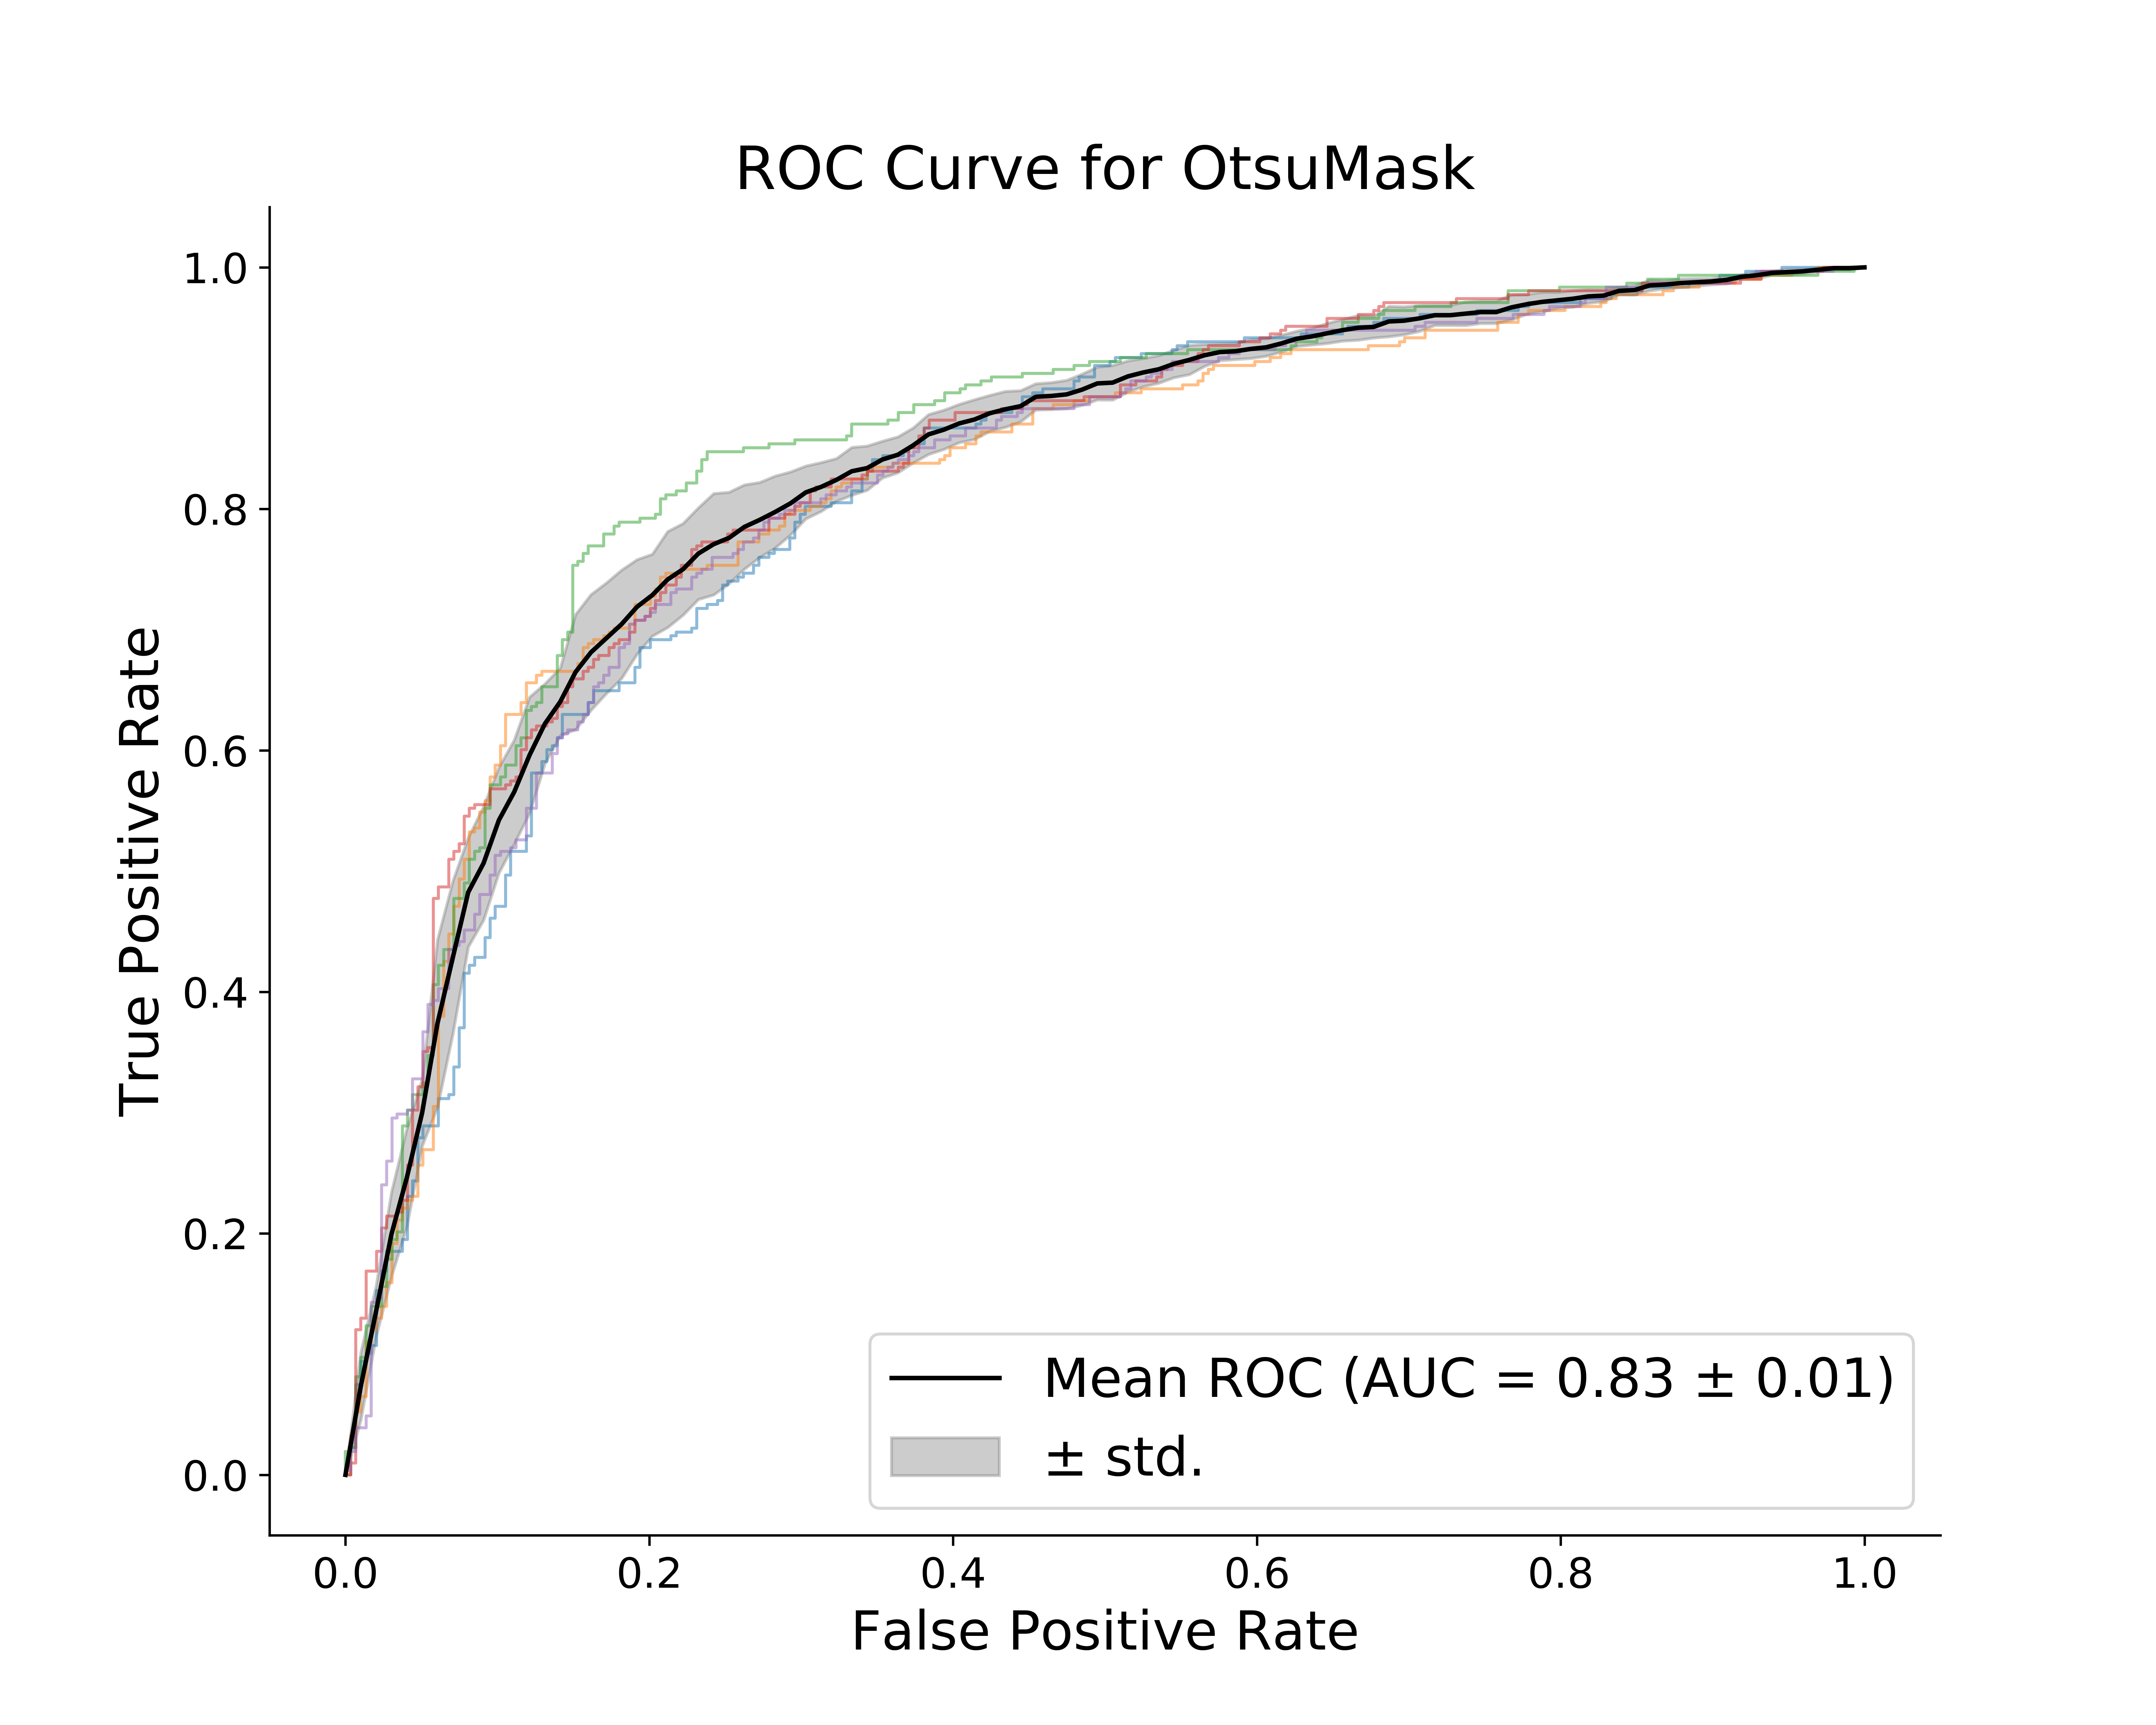 ROC Curve for OtsuMask
True Positive Rate
1.0
0.8
0.6
0.4
0.2
0.0
Mean ROC (AUC = 0.83 ± 0.01)
± std.
0.0 0.2 0.4 0.6 0.8 1.0
False Positive Rate